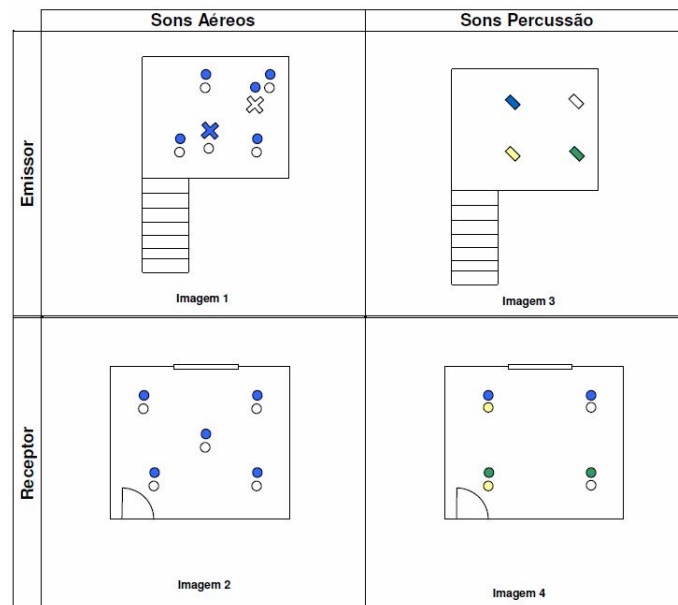 Sons Aéreos
Sons Percussão
Emissor
Imagem 1
Imagem 3
Receptor
Imagem 2
Imagem 4